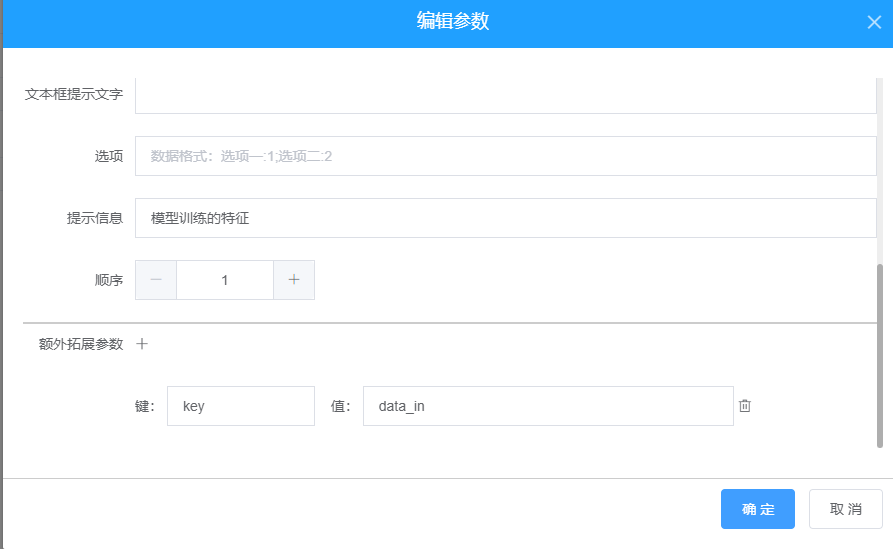 编辑参数
文本框提示文字
选项 数据格式：选项一:1;选项二:2
提示信息 模型训练的特征
顺序 1
额外拓展参数
键： key 值： data_in
确 定 取 消